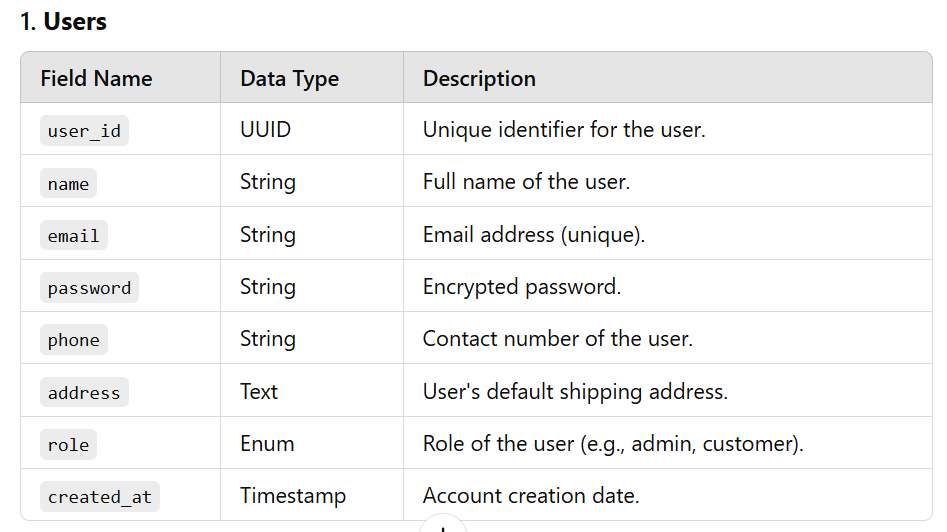 1. Users
Field Name Data Type Description
user_id UUID Unique identifier for the user.
name String Full name of the user.
email String Email address (unique).
password String Encrypted password.
phone String Contact number of the user.
address Text User's default shipping address.
role Enum Role of the user (e.g., admin, customer).
created_at Timestamp Account creation date.